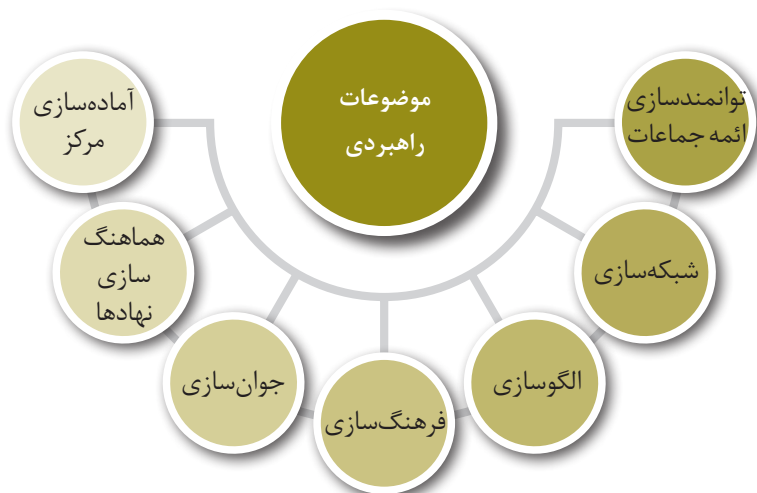 موضوعات
راهبردی
توانمندسازی
ائمه جماعات
شبکه‌سازی
الگوسازی
فرهنگ‌سازی
جوان‌سازی
هماهنگ
سازی
نهادها
آماده‌سازی
مرکز